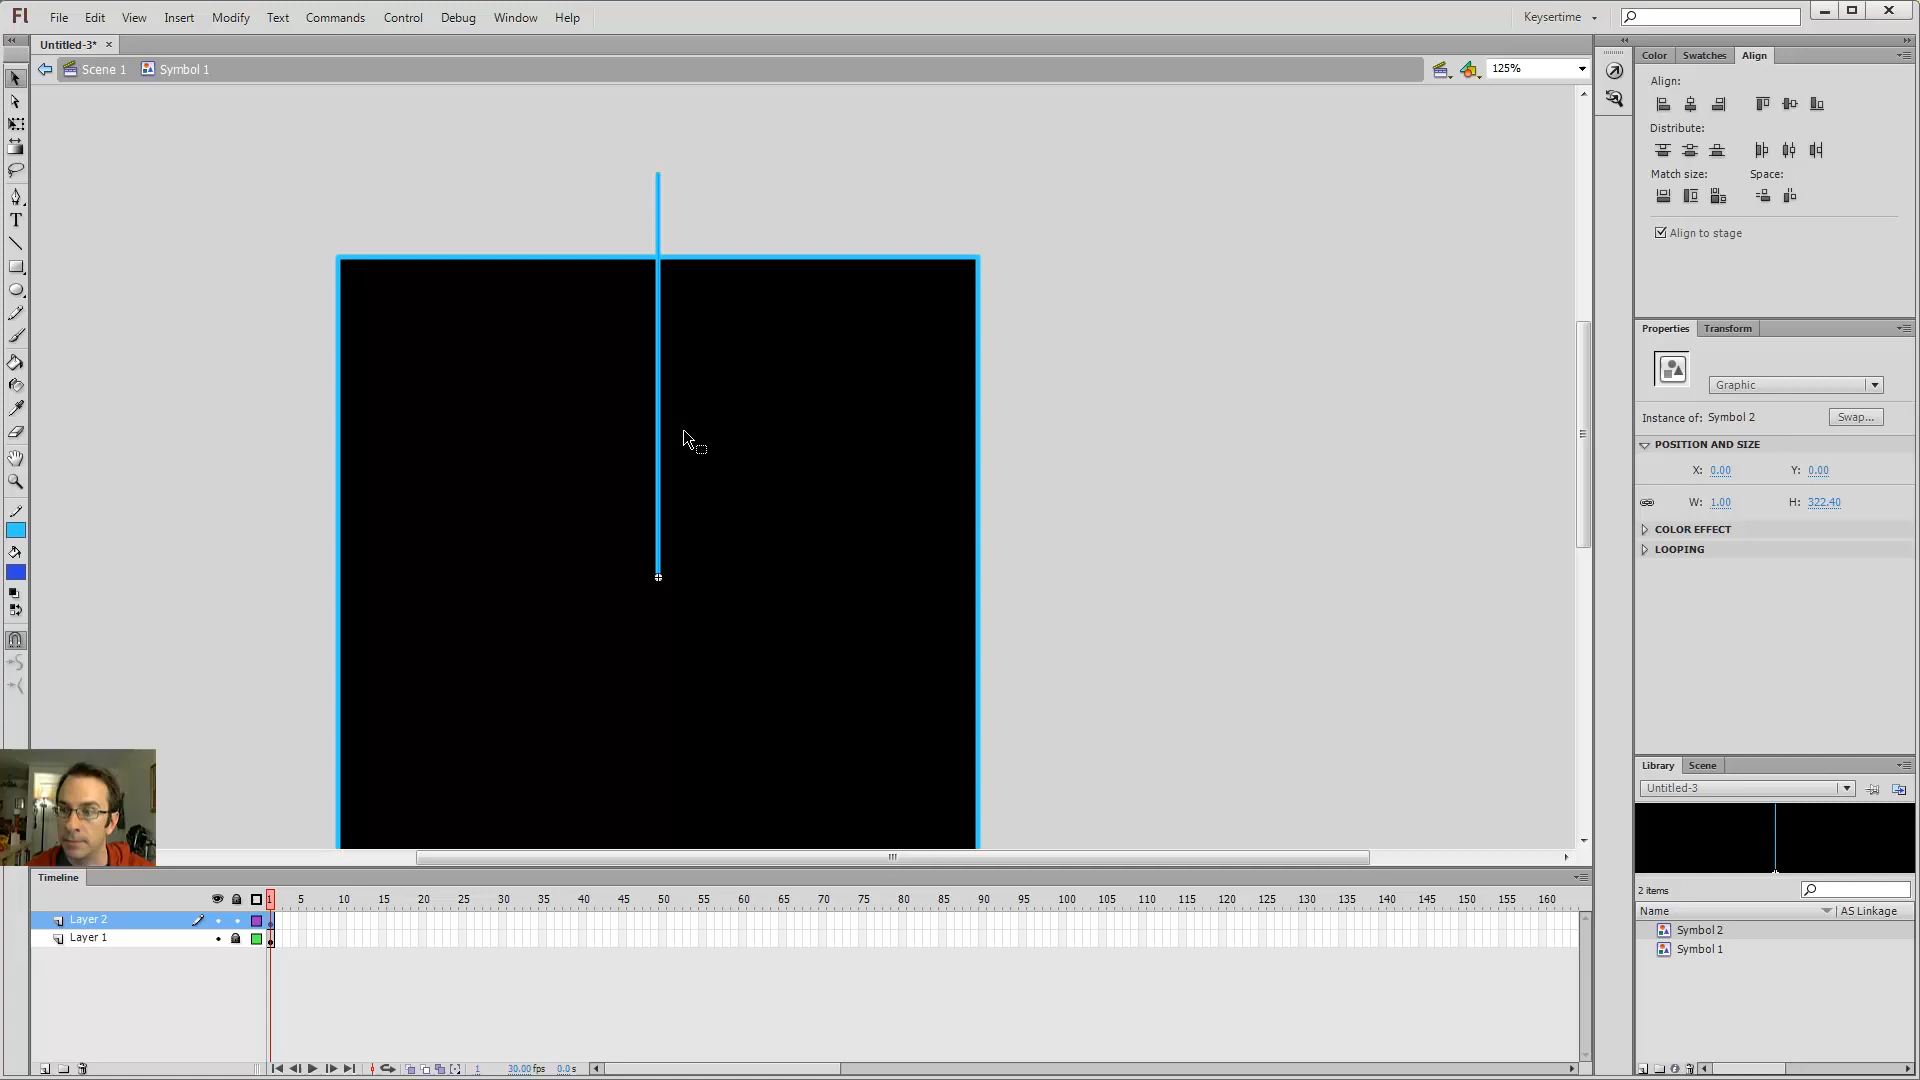 Fl File Edit View Insert Modify Text Commands Control Debug Window Help Keysertime
Untitled-3* ×
Scene 1 Symbol 1 125%
Color Swatches Align
Align:
Distribute:
Match size: Space:
Align to stage
T
Properties Transform
Graphic
Instance of: Symbol 2 Swap...
POSITION AND SIZE
X: 0.00 Y: 0.00
W: 1.00 H: 322.40
COLOR EFFECT
LOOPING
Library Scene
Untitled-3
2 items
Name AS Linkage
Symbol 2
Symbol 1
Timeline
1 5 10 15 20 25 30 35 40 45 50 55 60 65 70 75 80 85 90 95 100 105 110 115 120 125 130 135 140 145 150 155 160
Layer 2
Layer 1
1 30.00 fps 0.0 s